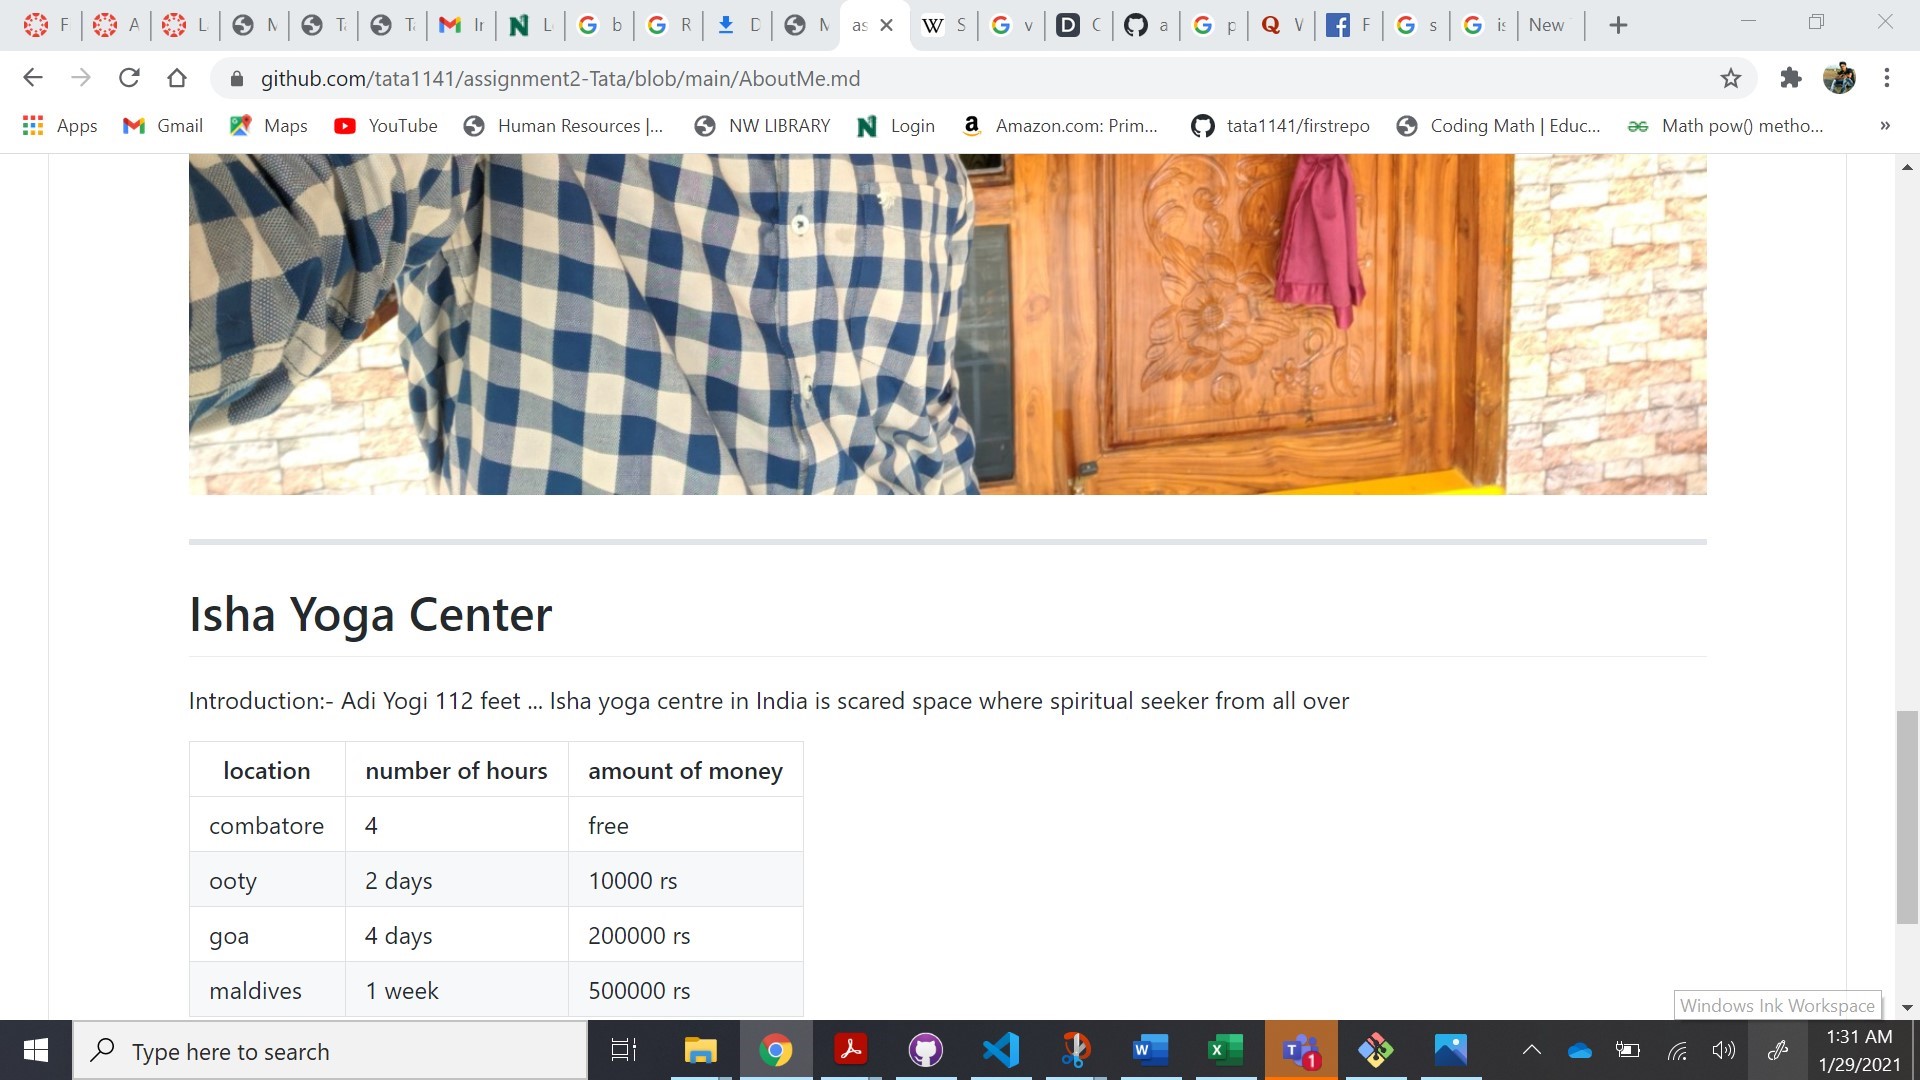 F A L M T T In L b R D M as W S G v D C a p Q V F s is New
github.com/tata1141/assignment2-Tata/blob/main/AboutMe.md
Apps Gmail Maps YouTube Human Resources |... NW LIBRARY N Login Amazon.com: Prim... tata1141/firstrepo Coding Math | Educ... Math pow() metho... »
Isha Yoga Center
Introduction:- Adi Yogi 112 feet ... Isha yoga centre in India is scared space where spiritual seeker from all over
location number of hours amount of money
combatore 4 free
ooty 2 days 10000 rs
goa 4 days 200000 rs
maldives 1 week 500000 rs
Windows Ink Workspace
Type here to search
1:31 AM
1/29/2021